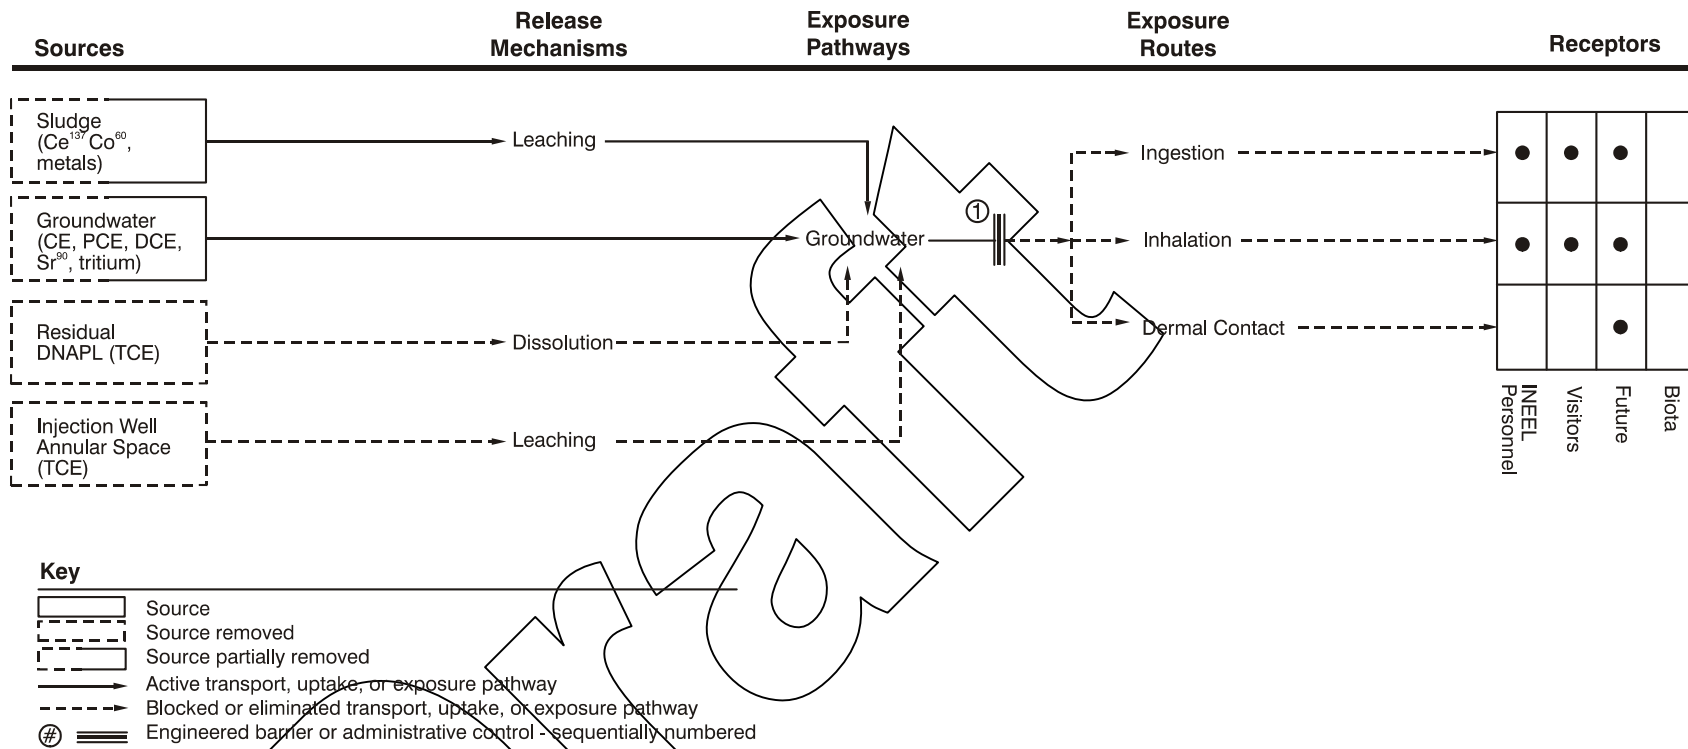 Sources
Release
Mechanisms
Exposure
Pathways
Exposure
Routes
Receptors
Sludge
(Ce¹³⁷ Co⁶⁰,
metals)
Leaching
Ingestion
Groundwater
(CE, PCE, DCE,
Sr⁹⁰, tritium)
Groundwater
①
Inhalation
Residual
DNAPL (TCE)
Dissolution
Dermal Contact
Injection Well
Annular Space
(TCE)
Leaching
INEEL
Personnel
Visitors
Future
Biota
Key
Source
Source removed
Source partially removed
Active transport, uptake, or exposure pathway
Blocked or eliminated transport, uptake, or exposure pathway
# Engineered barrier or administrative control - sequentially numbered